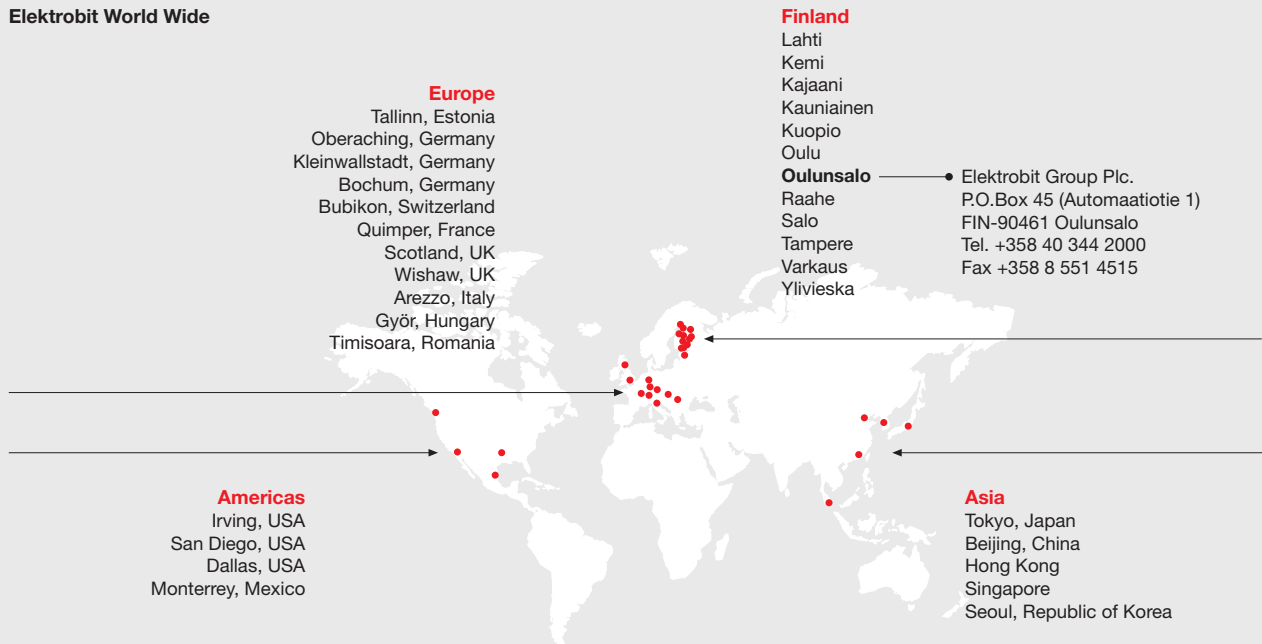 Elektrobit World Wide
Europe
Tallinn, Estonia
Oberaching, Germany
Kleinwallstadt, Germany
Bochum, Germany
Bubikon, Switzerland
Quimper, France
Scotland, UK
Wishaw, UK
Arezzo, Italy
Györ, Hungary
Timisoara, Romania
Finland
Lahti
Kemi
Kajaani
Kauniainen
Kuopio
Oulu
Oulunsalo
Raahe
Salo
Tampere
Varkaus
Ylivieska
Elektrobit Group Plc.
P.O.Box 45 (Automaatiotie 1)
FIN-90461 Oulunsalo
Tel. +358 40 344 2000
Fax +358 8 551 4515
Americas
Irving, USA
San Diego, USA
Dallas, USA
Monterrey, Mexico
Asia
Tokyo, Japan
Beijing, China
Hong Kong
Singapore
Seoul, Republic of Korea